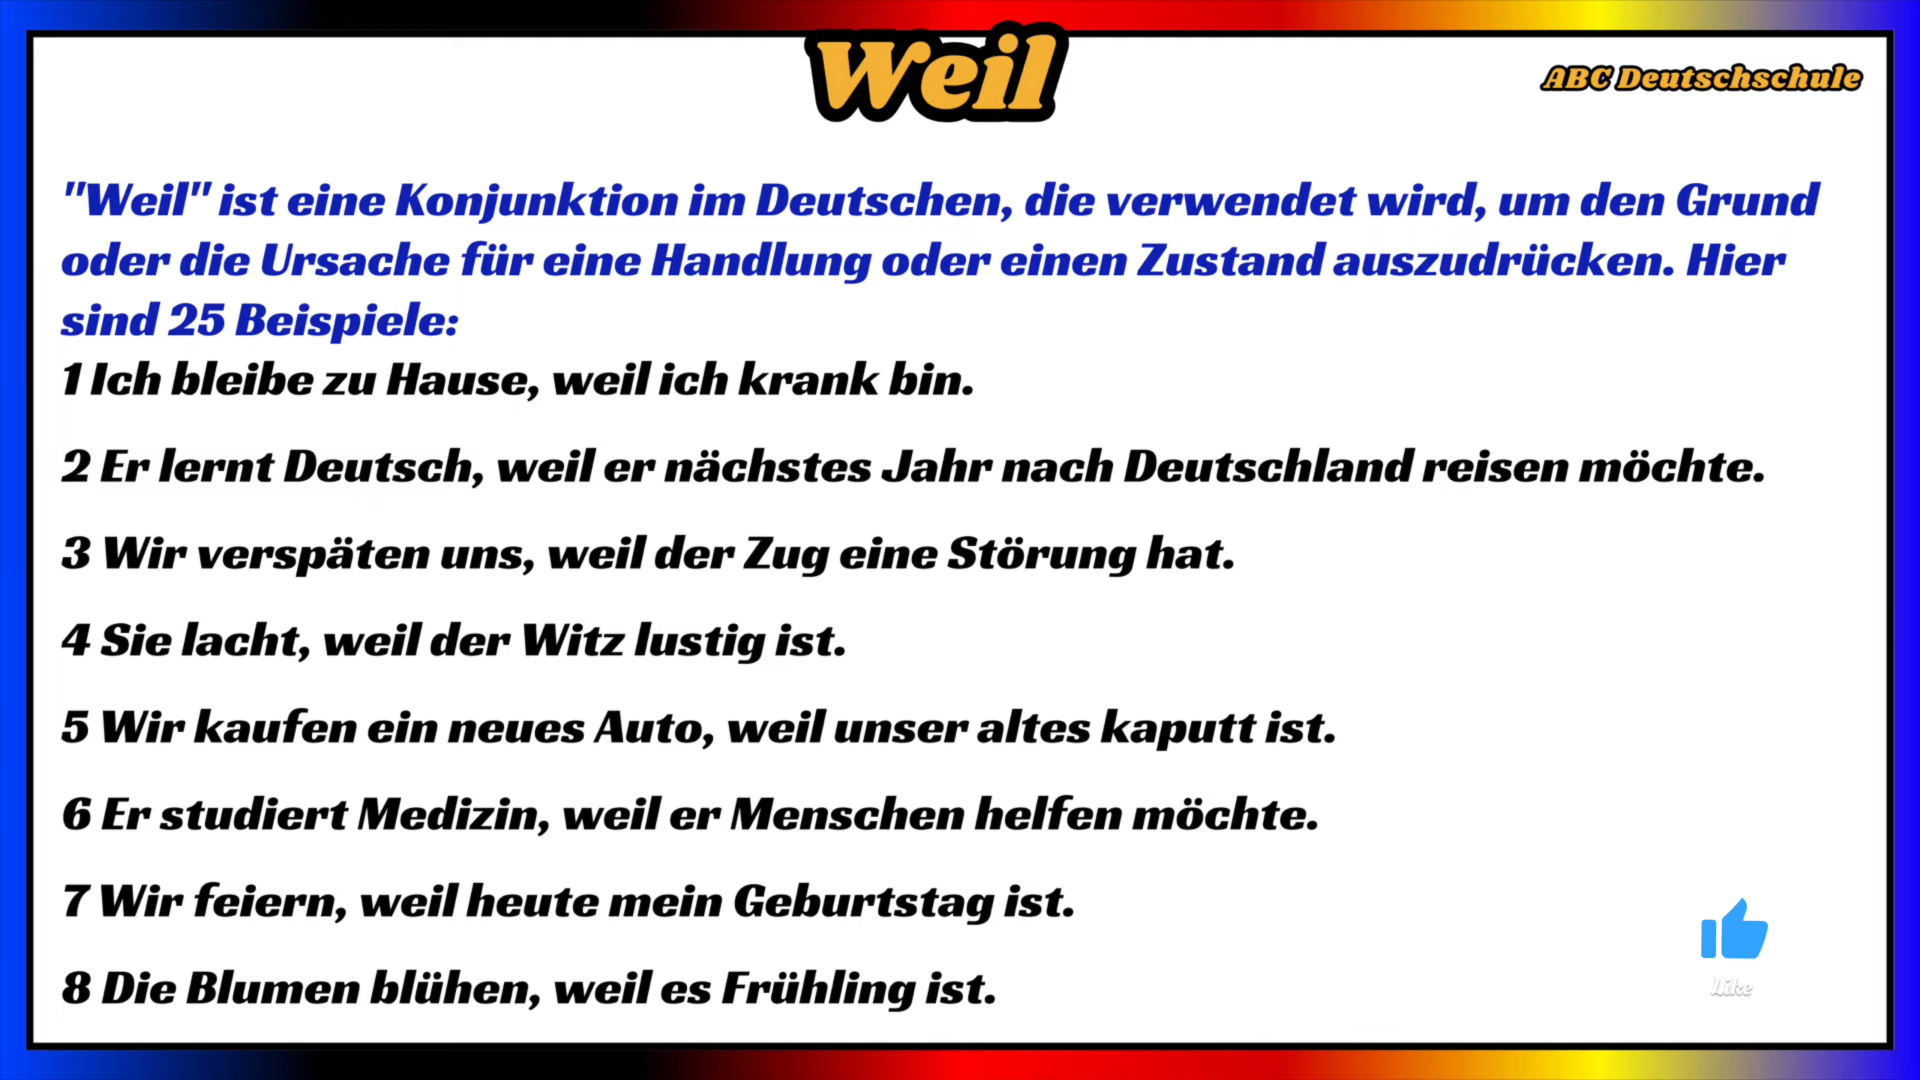 Weil
ABC Deutschschule
"Weil" ist eine Konjunktion im Deutschen, die verwendet wird, um den Grund
oder die Ursache für eine Handlung oder einen Zustand auszudrücken. Hier
sind 25 Beispiele:
1 Ich bleibe zu Hause, weil ich krank bin.
2 Er lernt Deutsch, weil er nächstes Jahr nach Deutschland reisen möchte.
3 Wir verspäten uns, weil der Zug eine Störung hat.
4 Sie lacht, weil der Witz lustig ist.
5 Wir kaufen ein neues Auto, weil unser altes kaputt ist.
6 Er studiert Medizin, weil er Menschen helfen möchte.
7 Wir feiern, weil heute mein Geburtstag ist.
8 Die Blumen blühen, weil es Frühling ist.
Like